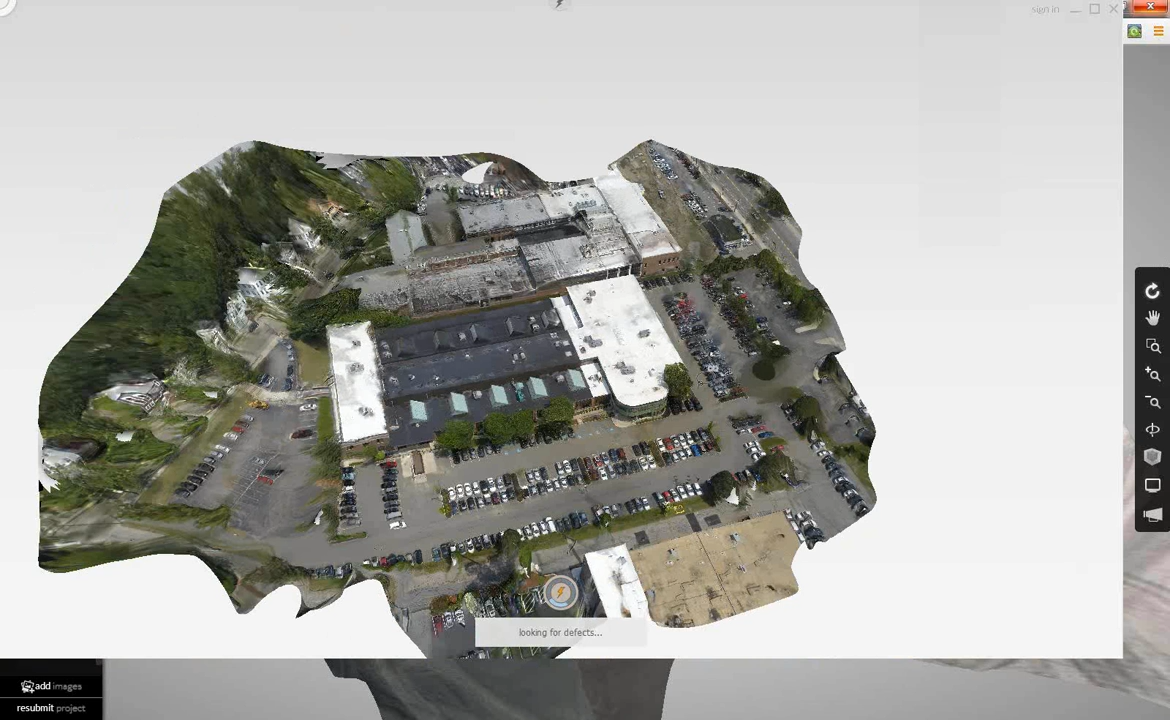 sign in
looking for defects...
add images
resubmit project